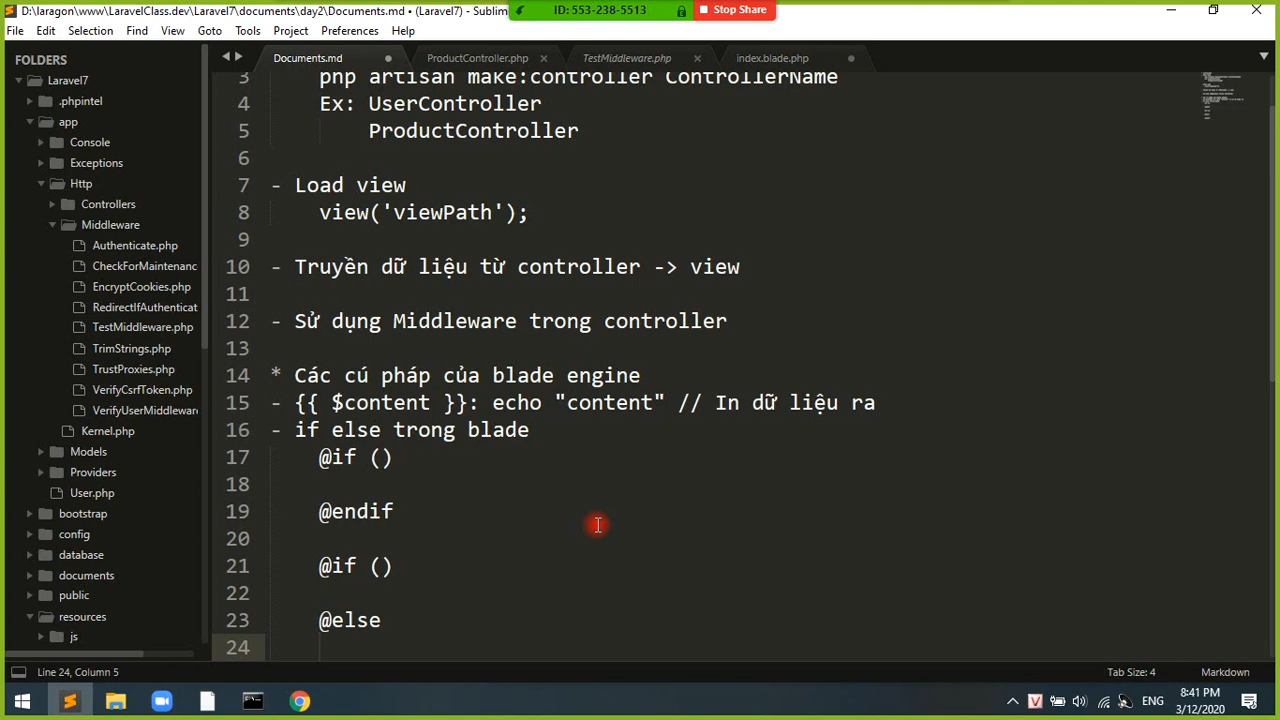 D:\laragon\www\LaravelClass.dev\Laravel7\documents\day2\Documents.md • (Laravel7) - Sublim
ID: 553-238-5513
Stop Share
File Edit Selection Find View Goto Tools Project Preferences Help
FOLDERS
Laravel7
.phpintel
app
Console
Exceptions
Http
Controllers
Middleware
Authenticate.php
CheckForMaintenanc
EncryptCookies.php
RedirectIfAuthenticat
TestMiddleware.php
TrimStrings.php
TrustProxies.php
VerifyCsrfToken.php
VerifyUserMiddleware
Kernel.php
Models
Providers
User.php
bootstrap
config
database
documents
public
resources
js
Documents.md ProductController.php TestMiddleware.php index.blade.php
3 php artisan make:controller ControllerName
4 Ex: UserController
5 ProductController
6
7 - Load view
8 view('viewPath');
9
10 - Truyền dữ liệu từ controller -> view
11
12 - Sử dụng Middleware trong controller
13
14 * Các cú pháp của blade engine
15 - {{ $content }}: echo "content" // In dữ liệu ra
16 - if else trong blade
17 @if ()
18
19 @endif
20
21 @if ()
22
23 @else
24
Line 24, Column 5
Tab Size: 4
Markdown
ENG
8:41 PM
3/12/2020